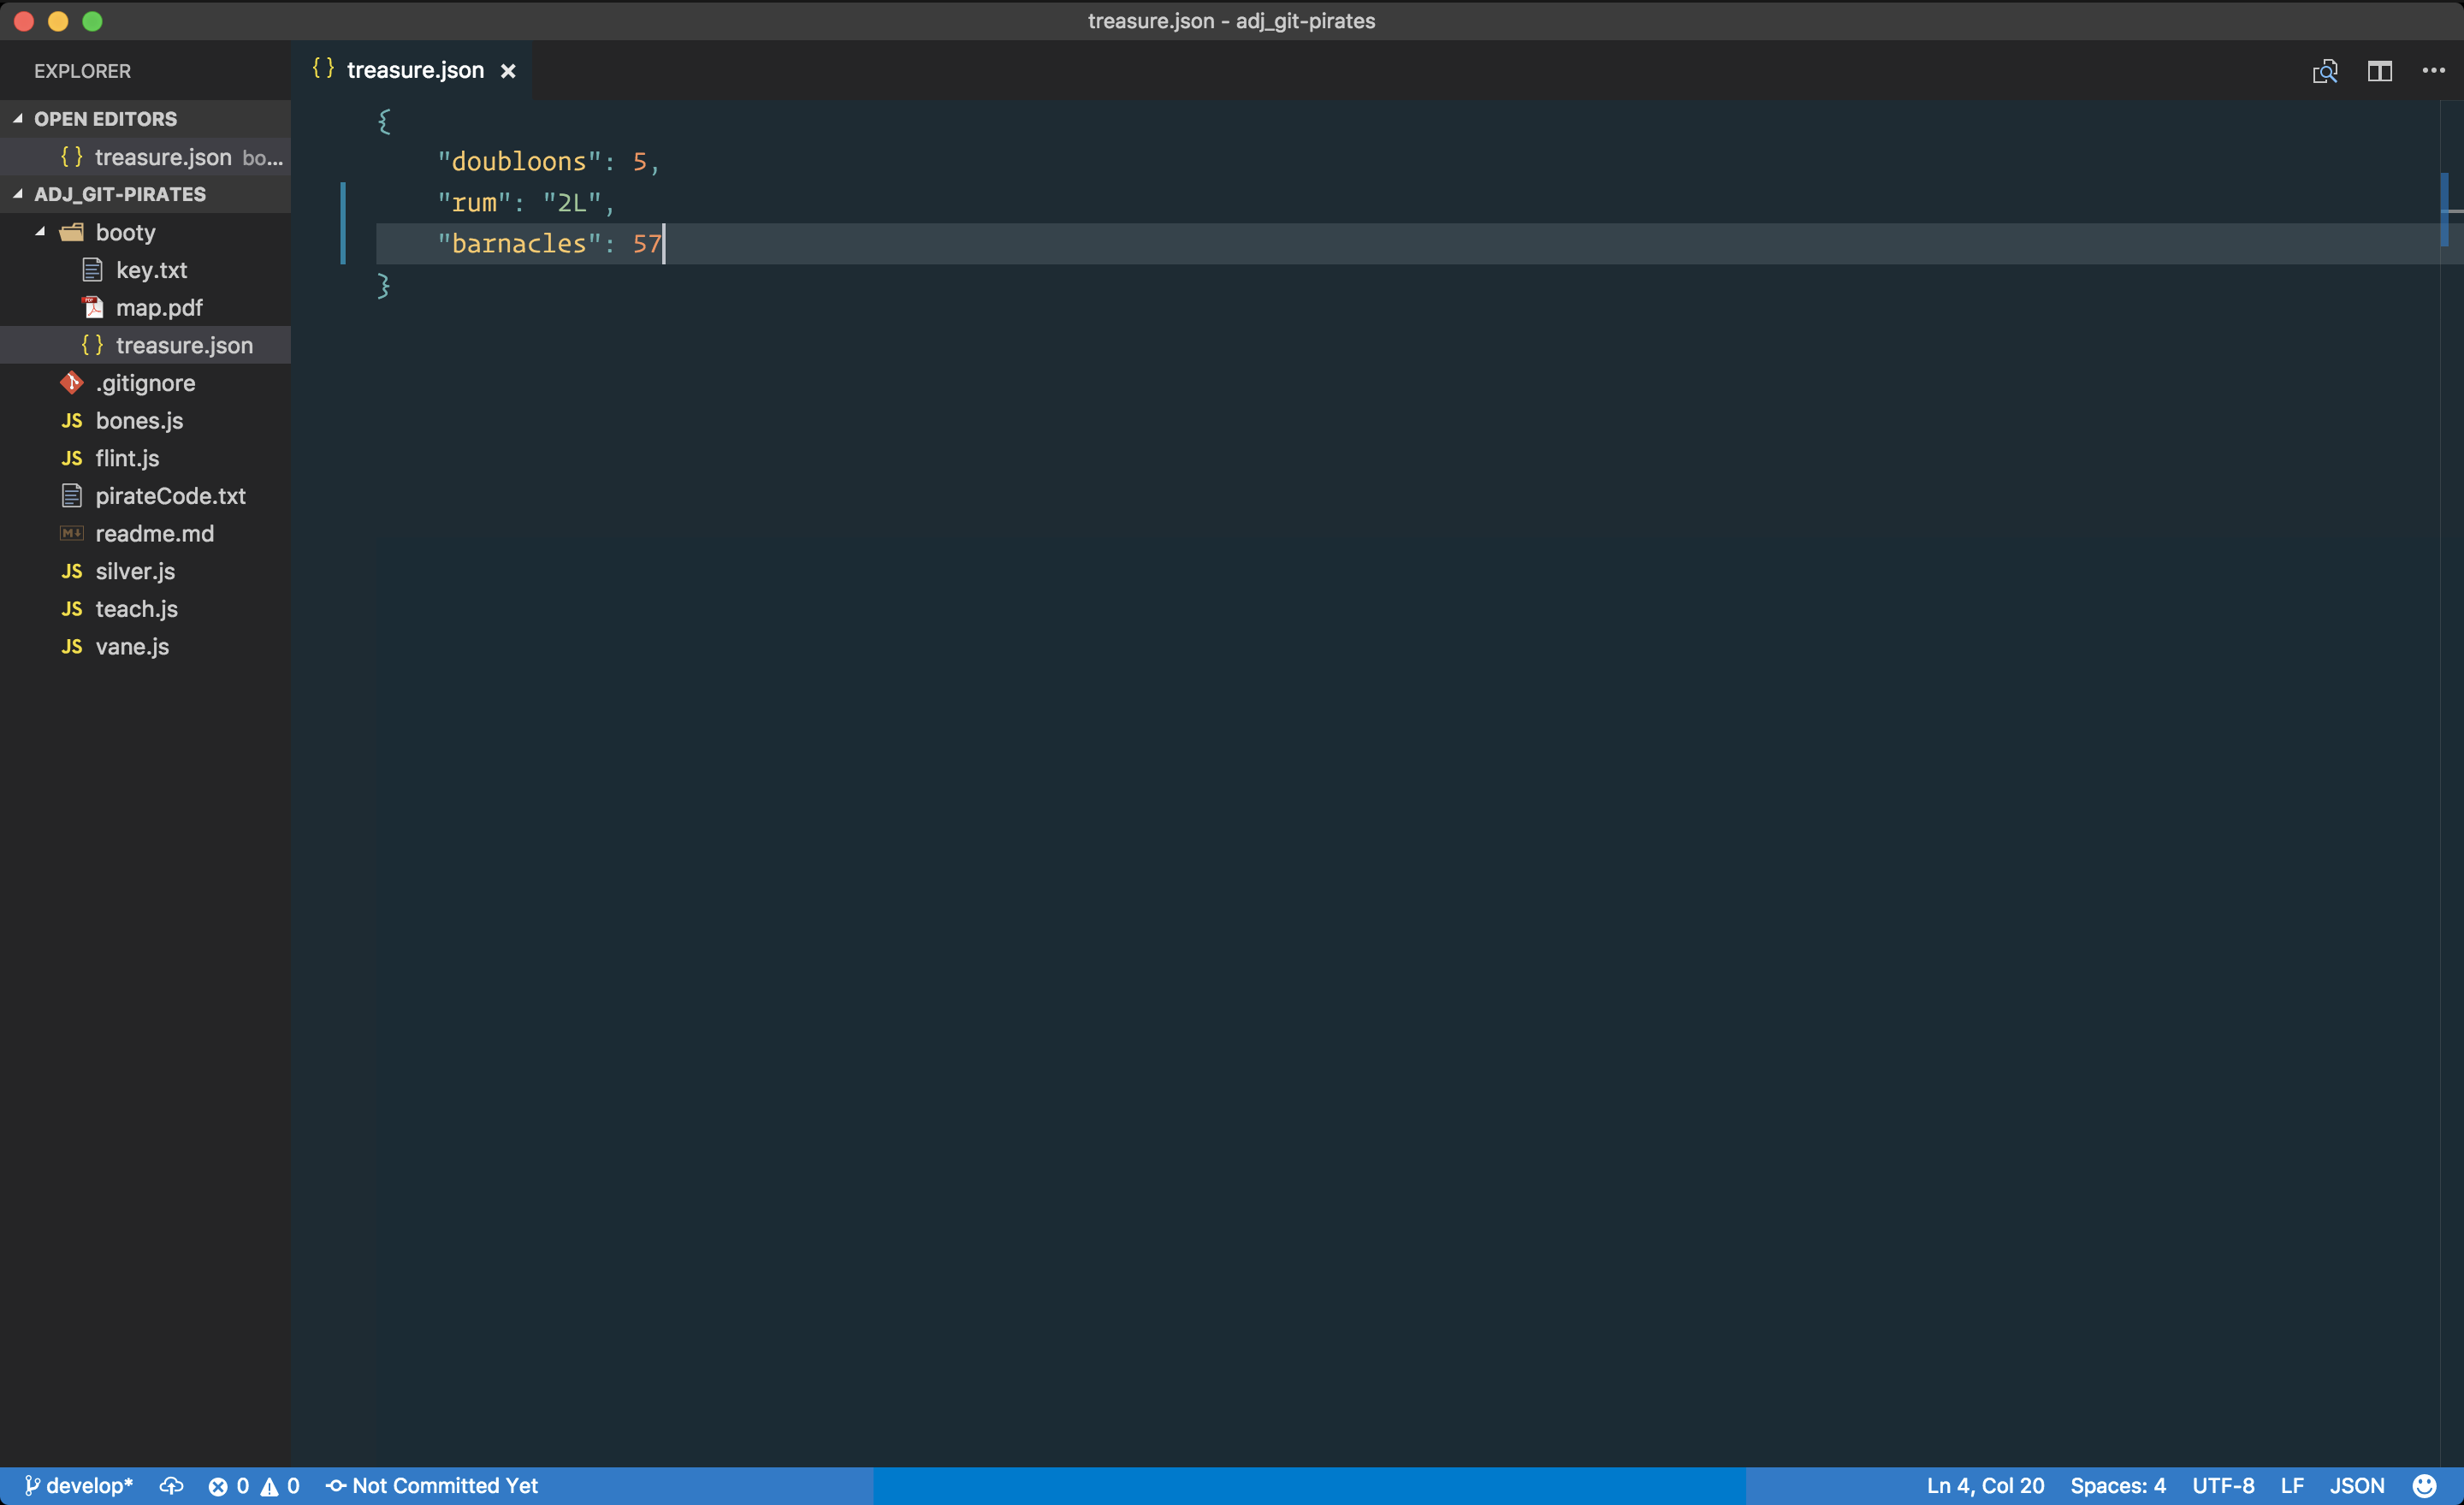 treasure.json - adj_git-pirates
EXPLORER
OPEN EDITORS
{ } treasure.json bo...
ADJ_GIT-PIRATES
booty
key.txt
PDF map.pdf
{ } treasure.json
.gitignore
JS bones.js
JS flint.js
pirateCode.txt
M↓ readme.md
JS silver.js
JS teach.js
JS vane.js
{ } treasure.json ×
{
"doubloons": 5,
"rum": "2L",
"barnacles": 57
}
develop* 0 0 Not Committed Yet Ln 4, Col 20 Spaces: 4 UTF-8 LF JSON